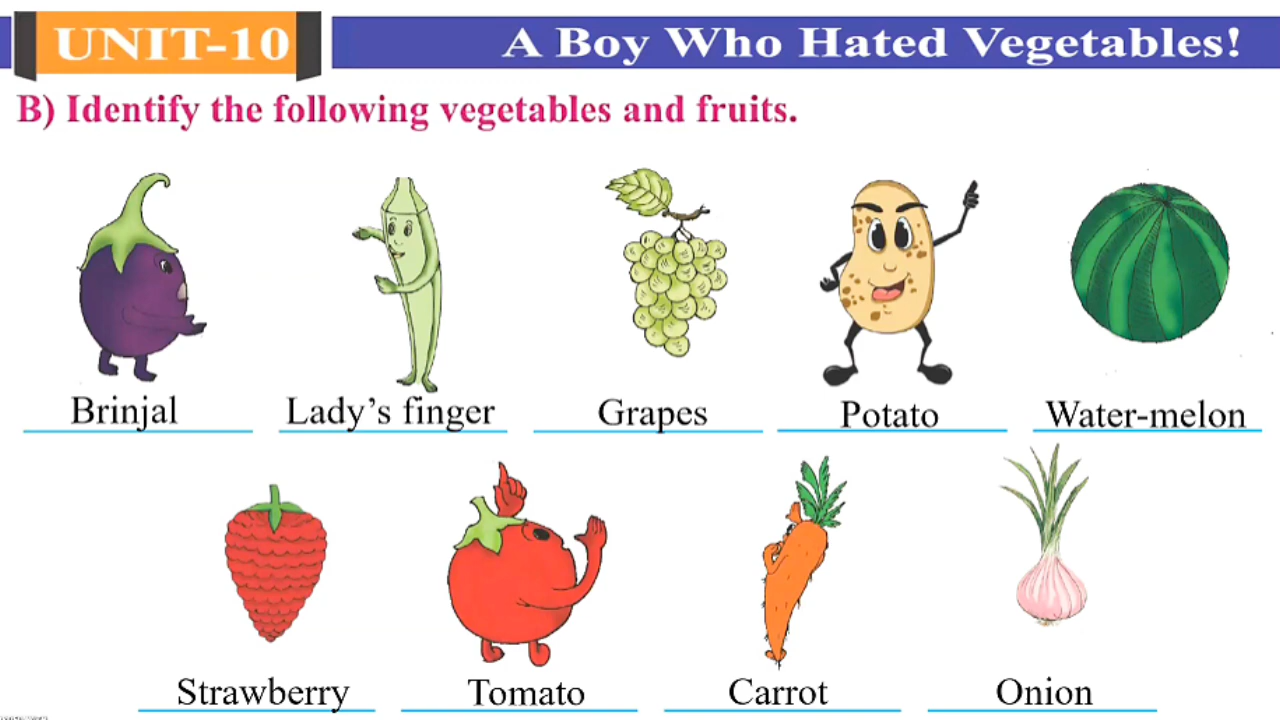 UNIT-10
A Boy Who Hated Vegetables!
B) Identify the following vegetables and fruits.
Brinjal
Lady's finger
Grapes
Potato
Water-melon
Strawberry
Tomato
Carrot
Onion